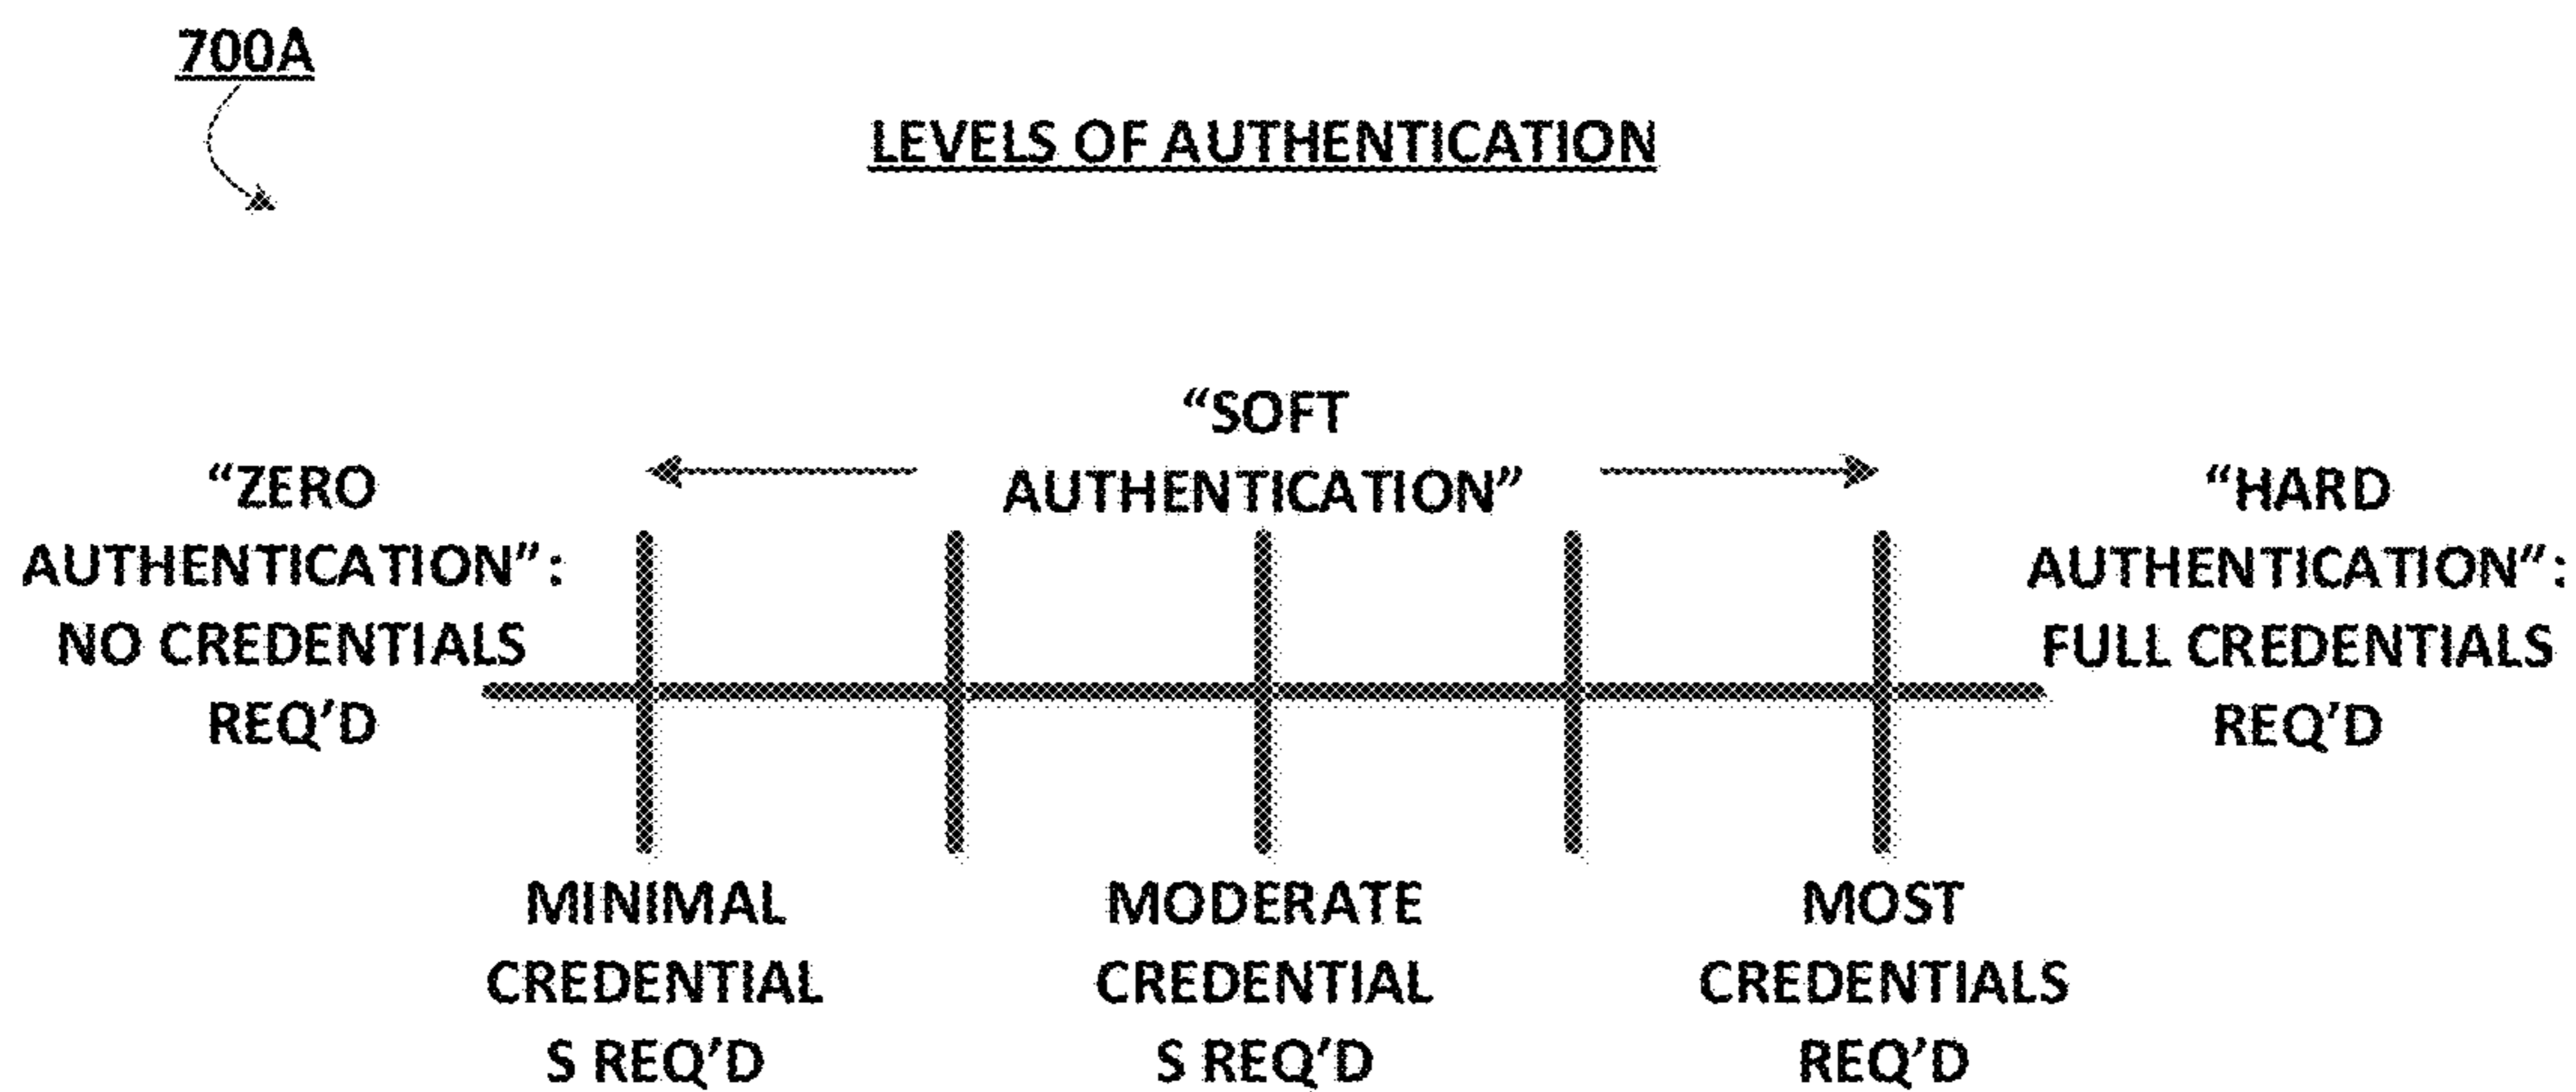 700A
LEVELS OF AUTHENTICATION
“ZERO
AUTHENTICATION”:
NO CREDENTIALS
REQ’D
“SOFT
AUTHENTICATION”
“HARD
AUTHENTICATION”:
FULL CREDENTIALS
REQ’D
MINIMAL
CREDENTIAL
S REQ’D
MODERATE
CREDENTIAL
S REQ’D
MOST
CREDENTIALS
REQ’D